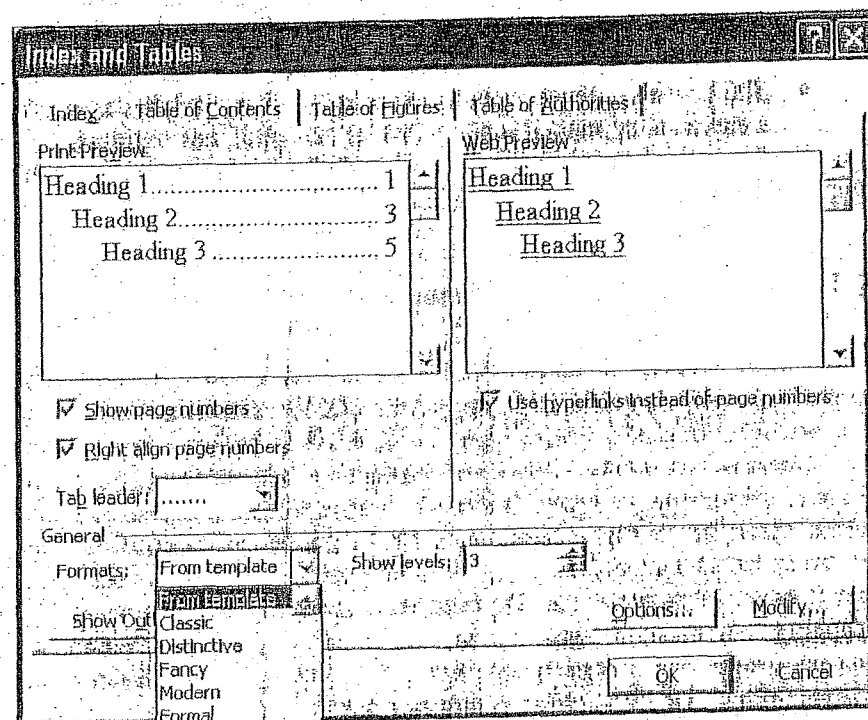 Index and Tables
Index Table of Contents Table of Figures Table of Authorities
Print Preview
Heading 1.............................. 1
Heading 2........................... 3
Heading 3 ...................... 5
Web Preview
Heading 1
Heading 2
Heading 3
Show page numbers
Right align page numbers
Tab leader: .......
Use hyperlinks instead of page numbers
General
Formats: From template
Show levels: 3
From template
Classic
Distinctive
Fancy
Modern
Formal
Show Out
Options... Modify...
OK Cancel